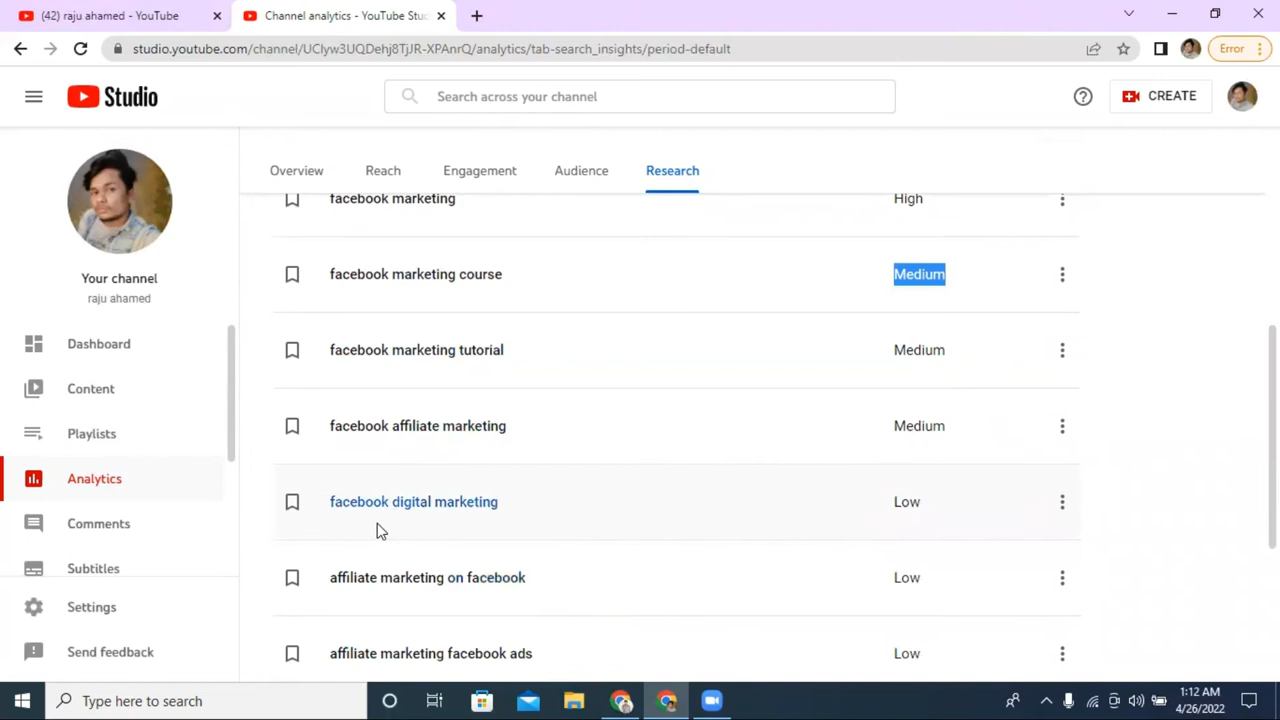 (42) raju ahamed - YouTube
Channel analytics - YouTube Stu
studio.youtube.com/channel/UCIyw3UQDehj8TjJR-XPAnrQ/analytics/tab-search_insights/period-default
Error
Studio
Search across your channel
CREATE
Overview
Reach
Engagement
Audience
Research
Your channel
raju ahamed
Dashboard
Content
Playlists
Analytics
Comments
Subtitles
Settings
Send feedback
facebook marketing High
facebook marketing course Medium
facebook marketing tutorial Medium
facebook affiliate marketing Medium
facebook digital marketing Low
affiliate marketing on facebook Low
affiliate marketing facebook ads Low
Type here to search
1:12 AM
4/26/2022